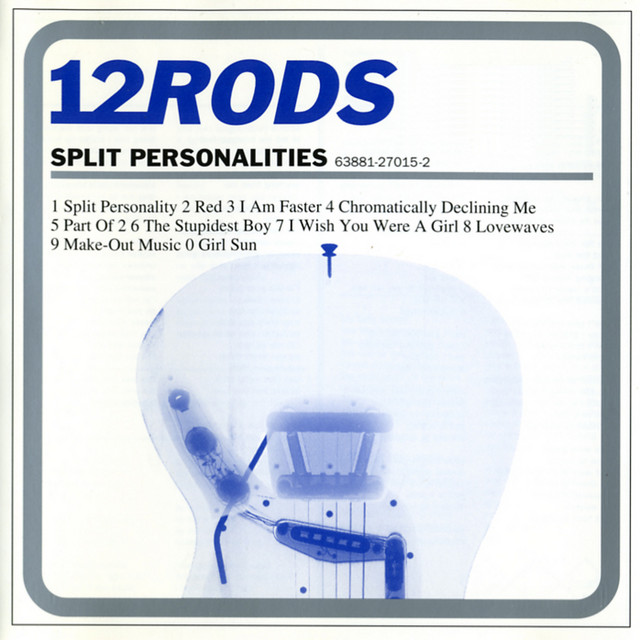 12RODS
SPLIT PERSONALITIES 63881-27015-2
1 Split Personality 2 Red 3 I Am Faster 4 Chromatically Declining Me
5 Part Of 2 6 The Stupidest Boy 7 I Wish You Were A Girl 8 Lovewaves
9 Make-Out Music 0 Girl Sun